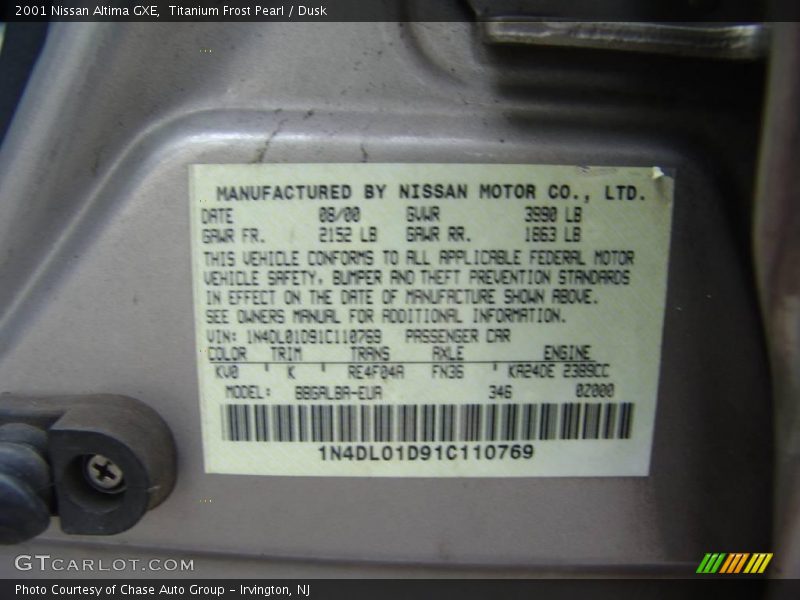 2001 Nissan Altima GXE,  Titanium Frost Pearl / Dusk
MANUFACTURED BY NISSAN MOTOR CO., LTD.
DATE 08/00 GVWR 3990 LB
GAWR FR. 2152 LB GAWR RR. 1863 LB
THIS VEHICLE CONFORMS TO ALL APPLICABLE FEDERAL MOTOR
VEHICLE SAFETY, BUMPER AND THEFT PREVENTION STANDARDS
IN EFFECT ON THE DATE OF MANUFACTURE SHOWN ABOVE.
SEE OWNERS MANUAL FOR ADDITIONAL INFORMATION.
VIN: 1N4DL01D91C110769 PASSENGER CAR
COLOR TRIM TRANS AXLE ENGINE
KV0 ' K ' RE4F04A FN36 ' KA24DE 2389CC
MODEL: BBGALBA-EUA 346 02000
1N4DL01D91C110769
GTCARLOT.COM
Photo Courtesy of Chase Auto Group - Irvington, NJ